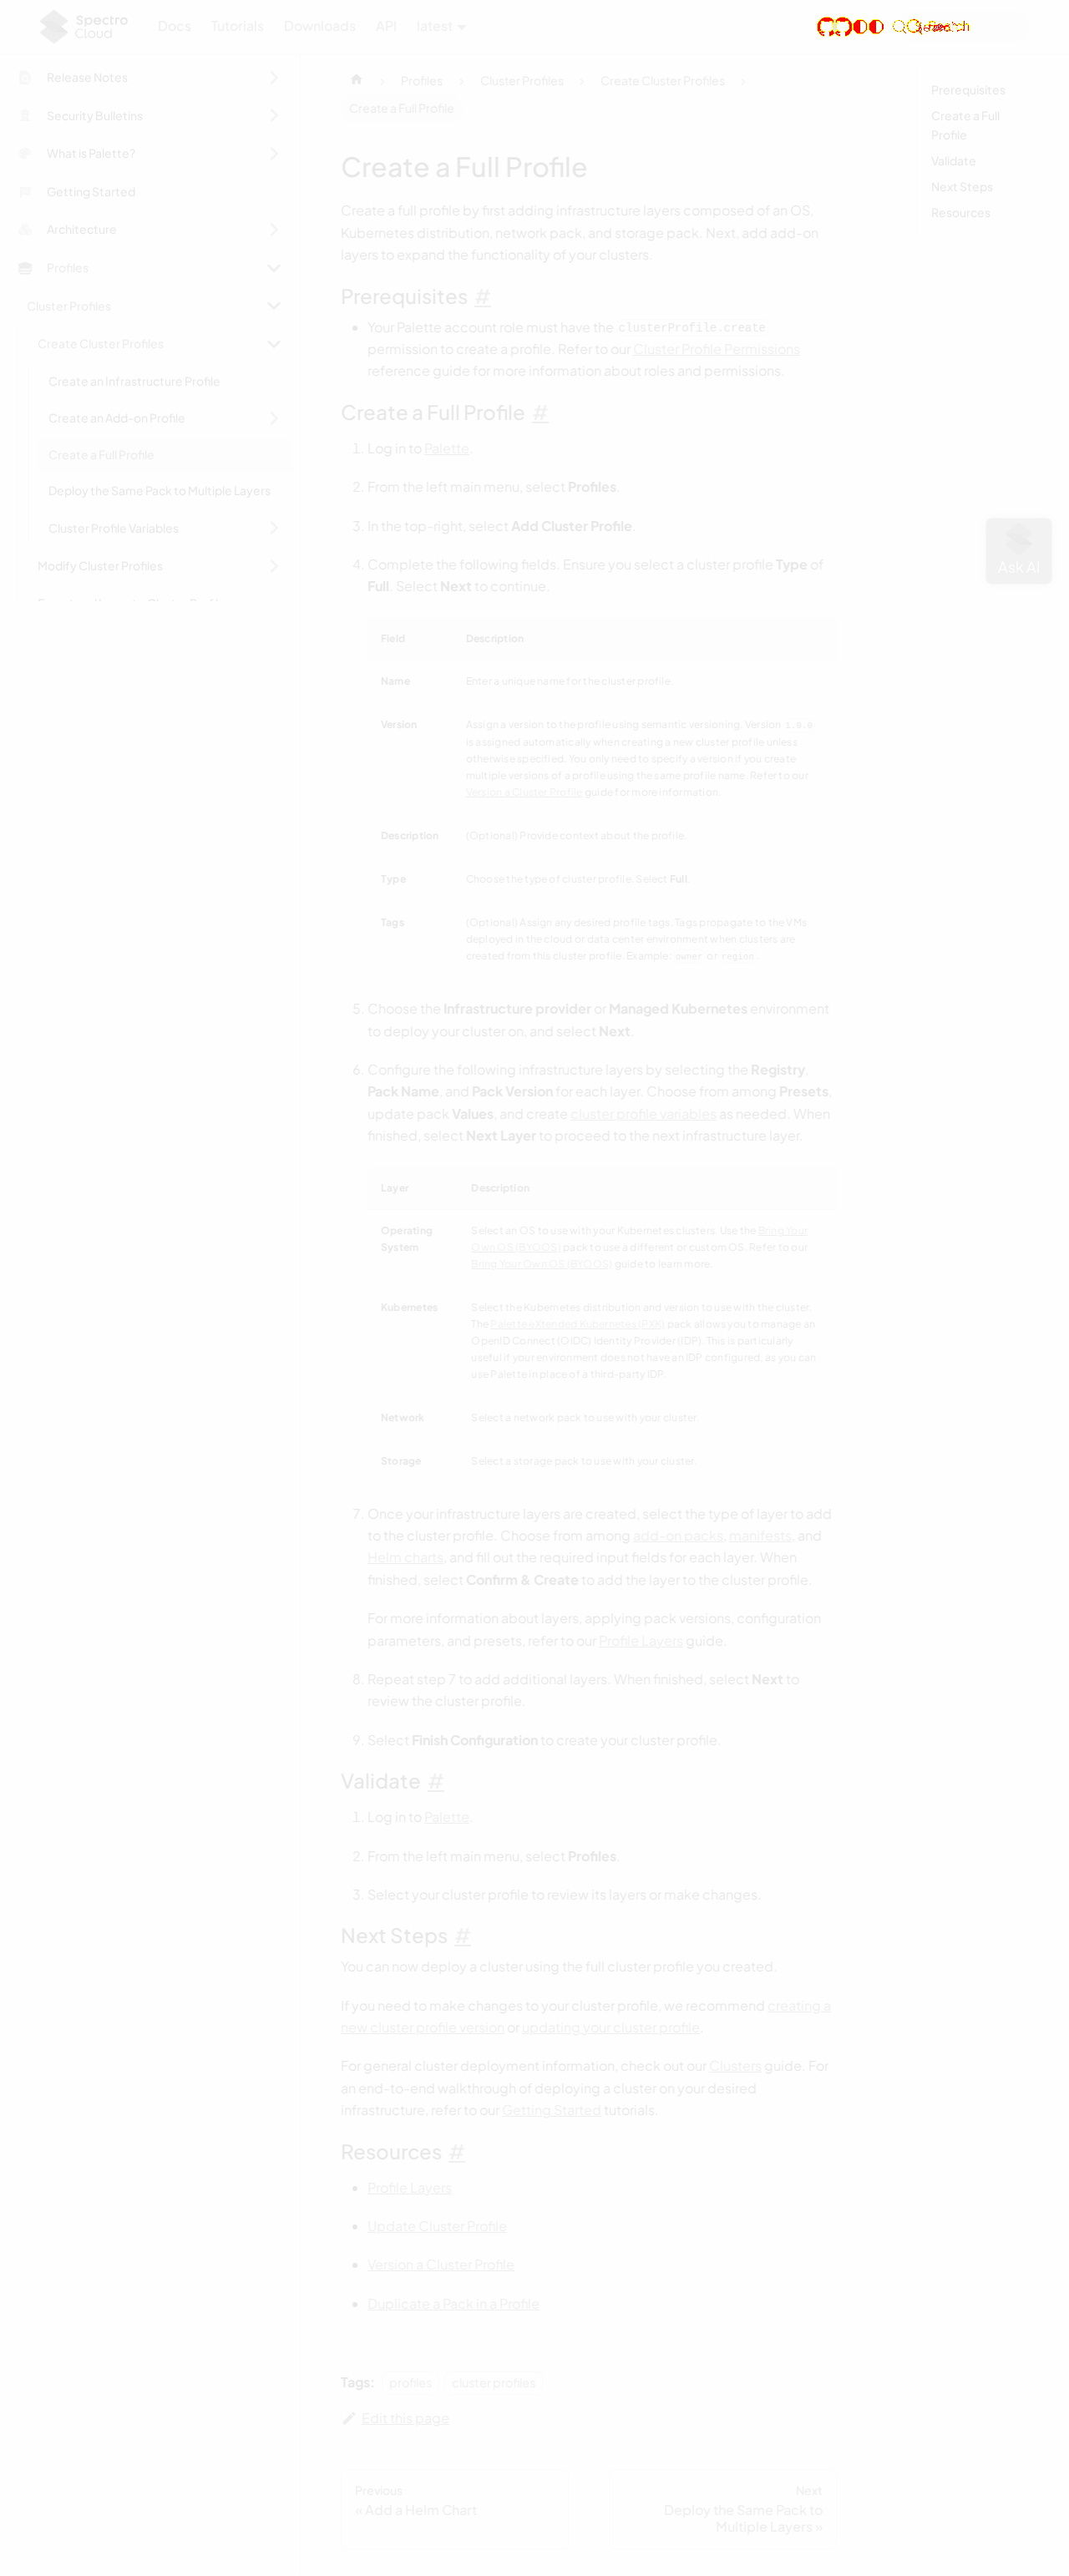 Spectro
Cloud
Docs Tutorials Downloads API latest
Release Notes
Security Bulletins
What is Palette?
Getting Started
Architecture
Profiles
Cluster Profiles
Create Cluster Profiles
Create an Infrastructure Profile
Create an Add-on Profile
Create a Full Profile
Deploy the Same Pack to Multiple Layers
Cluster Profile Variables
Modify Cluster Profiles
Profiles Cluster Profiles Create Cluster Profiles
Create a Full Profile
Create a Full Profile
Create a full profile by first adding infrastructure layers composed of an OS,
Kubernetes distribution, network pack, and storage pack. Next, add add-on
layers to expand the functionality of your clusters.
Prerequisites #
• Your Palette account role must have the clusterProfile.create
permission to create a profile. Refer to our Cluster Profile Permissions
reference guide for more information about roles and permissions.
Create a Full Profile #
1. Log in to Palette.
2. From the left main menu, select Profiles.
3. In the top-right, select Add Cluster Profile.
4. Complete the following fields. Ensure you select a cluster profile Type of
Full. Select Next to continue.
Field Description
Name Enter a unique name for the cluster profile.
Version Assign a version to the profile using semantic versioning. Version 1.0.0
is assigned automatically when creating a new cluster profile unless
otherwise specified. You only need to specify a version if you create
multiple versions of a profile using the same profile name. Refer to our
Version a Cluster Profile guide for more information.
Description (Optional) Provide context about the profile.
Type Choose the type of cluster profile. Select Full.
Tags (Optional) Assign any desired profile tags. Tags propagate to the VMs
deployed in the cloud or data center environment when clusters are
created from this cluster profile. Example: owner or region
5. Choose the Infrastructure provider or Managed Kubernetes environment
to deploy your cluster on, and select Next.
6. Configure the following infrastructure layers by selecting the Registry,
Pack Name, and Pack Version for each layer. Choose from among Presets,
update pack Values, and create cluster profile variables as needed. When
finished, select Next Layer to proceed to the next infrastructure layer.
Layer Description
Operating System Select an OS to use with your Kubernetes clusters. Use the Bring Your
Own OS (BYOOS) pack to use a different or custom OS. Refer to our
Bring Your Own OS (BYOOS) guide to learn more.
Kubernetes Select the Kubernetes distribution and version to use with the cluster.
The Palette eXtended Kubernetes (PXK) pack allows you to manage an
OpenID Connect (OIDC) Identity Provider (IDP). This is particularly
useful if your environment does not have an IDP configured, as you can
use Palette in place of a third-party IDP.
Network Select a network pack to use with your cluster.
Storage Select a storage pack to use with your cluster.
7. Once your infrastructure layers are created, select the type of layer to add
to the cluster profile. Choose from among add-on packs, manifests, and
Helm charts, and fill out the required input fields for each layer. When
finished, select Confirm & Create to add the layer to the cluster profile.
For more information about layers, applying pack versions, configuration
parameters, and presets, refer to our Profile Layers guide.
8. Repeat step 7 to add additional layers. When finished, select Next to
review the cluster profile.
9. Select Finish Configuration to create your cluster profile.
Validate #
1. Log in to Palette.
2. From the left main menu, select Profiles.
3. Select your cluster profile to review its layers or make changes.
Next Steps #
You can now deploy a cluster using the full cluster profile you created.
If you need to make changes to your cluster profile, we recommend creating a
new cluster profile version or updating your cluster profile.
For general cluster deployment information, check out our Clusters guide. For
an end-to-end walkthrough of deploying a cluster on your desired
infrastructure, refer to our Getting Started tutorials.
Resources #
• Profile Layers
• Update Cluster Profile
• Version a Cluster Profile
• Duplicate a Pack in a Profile
Tags: profiles cluster profiles
Edit this page
Previous
« Add a Helm Chart
Next
Deploy the Same Pack to
Multiple Layers »
Prerequisites
Create a Full
Profile
Validate
Next Steps
Resources
Ask AI